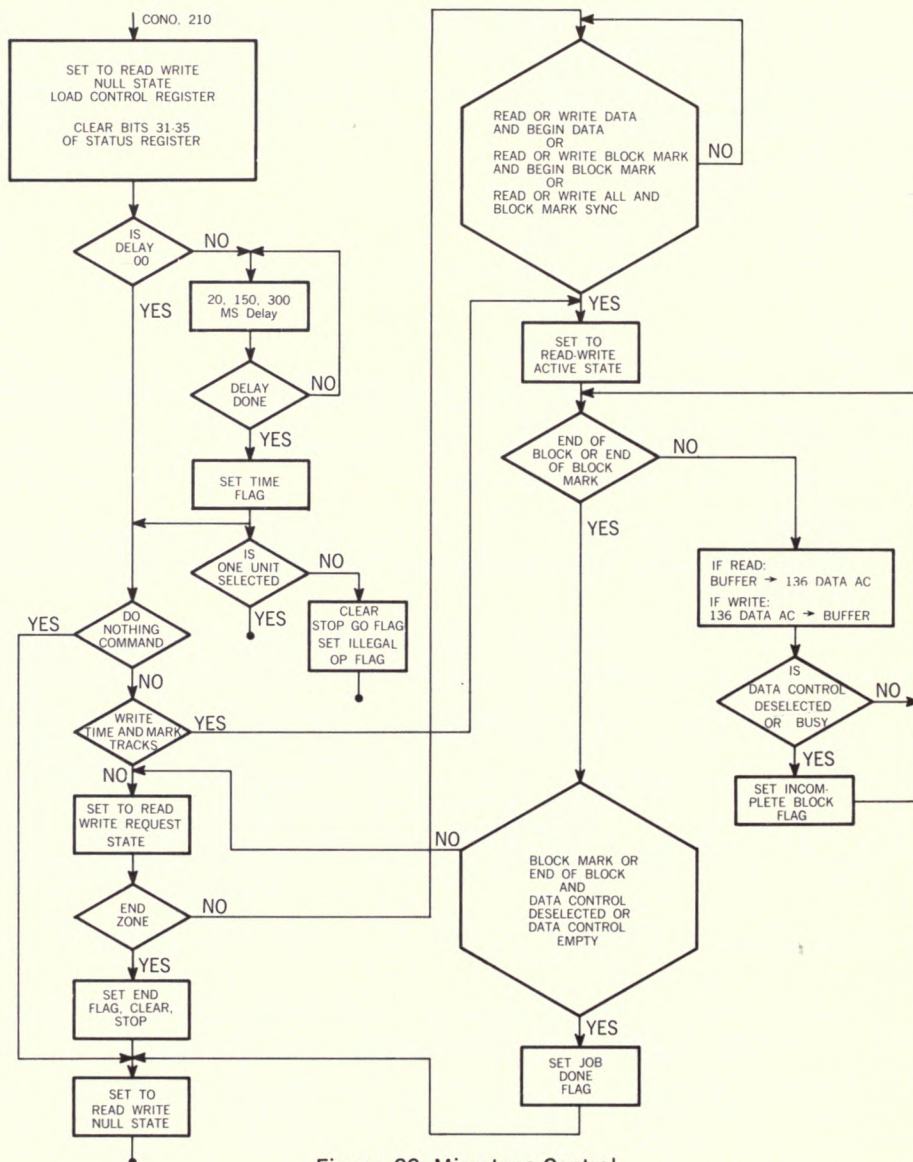 CONO, 210
SET TO READ WRITE
NULL STATE
LOAD CONTROL REGISTER
CLEAR BITS 31-35
OF STATUS REGISTER
IS
DELAY
00
NO
YES
20, 150, 300
MS Delay
DELAY
DONE
NO
YES
SET TIME
FLAG
IS
ONE UNIT
SELECTED
NO
YES
CLEAR
STOP GO FLAG
SET ILLEGAL
OP FLAG
DO
NOTHING
COMMAND
YES
NO
WRITE
TIME AND MARK
TRACKS
YES
NO
SET TO READ
WRITE REQUEST
STATE
END
ZONE
NO
YES
SET END
FLAG, CLEAR,
STOP
SET TO
READ WRITE
NULL STATE
READ OR WRITE DATA
AND BEGIN DATA
OR
READ OR WRITE BLOCK MARK
AND BEGIN BLOCK MARK
OR
READ OR WRITE ALL AND
BLOCK MARK SYNC
NO
YES
SET TO
READ-WRITE
ACTIVE STATE
END OF
BLOCK OR END
OF BLOCK
MARK
NO
YES
IF READ:
BUFFER → 136 DATA AC
IF WRITE:
136 DATA AC → BUFFER
IS
DATA CONTROL
DESELECTED
OR BUSY
NO
YES
SET INCOM-
PLETE BLOCK
FLAG
BLOCK MARK OR
END OF BLOCK
AND
DATA CONTROL
DESELECTED OR
DATA CONTROL
EMPTY
NO
YES
SET JOB
DONE
FLAG